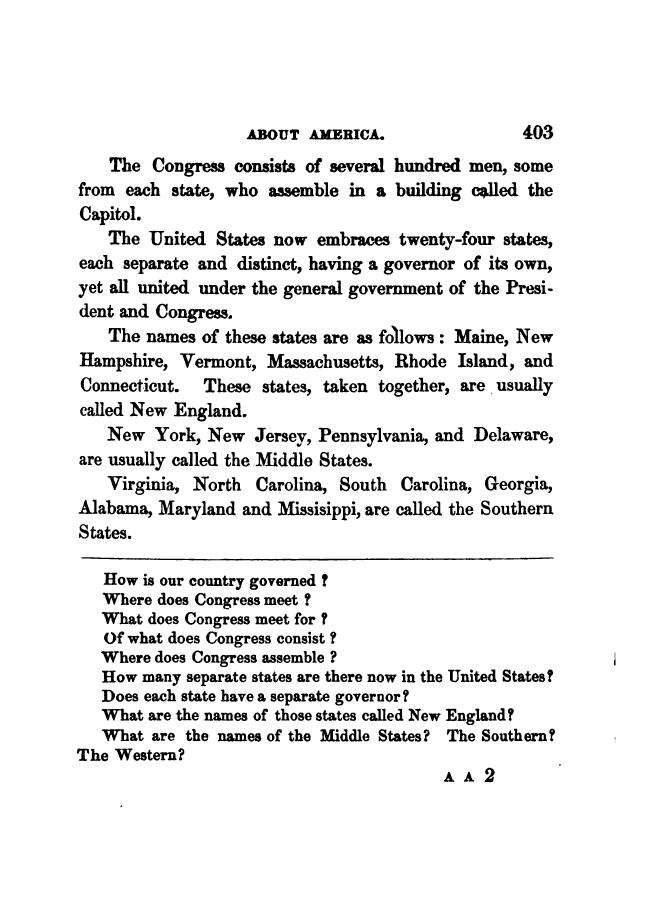 ABOUT AMERICA. 403
The Congress consists of several hundred men, some
from each state, who assemble in a building called the
Capitol.
The United States now embraces twenty-four states,
each separate and distinct, having a governor of its own,
yet all united under the general government of the Presi-
dent and Congress.
The names of these states are as follows: Maine, New
Hampshire, Vermont, Massachusetts, Rhode Island, and
Connecticut. These states, taken together, are usually
called New England.
New York, New Jersey, Pennsylvania, and Delaware,
are usually called the Middle States.
Virginia, North Carolina, South Carolina, Georgia,
Alabama, Maryland and Missisippi, are called the Southern
States.
How is our country governed?
Where does Congress meet?
What does Congress meet for?
Of what does Congress consist?
Where does Congress assemble?
How many separate states are there now in the United States?
Does each state have a separate governor?
What are the names of those states called New England?
What are the names of the Middle States? The Southern?
The Western?
A A 2